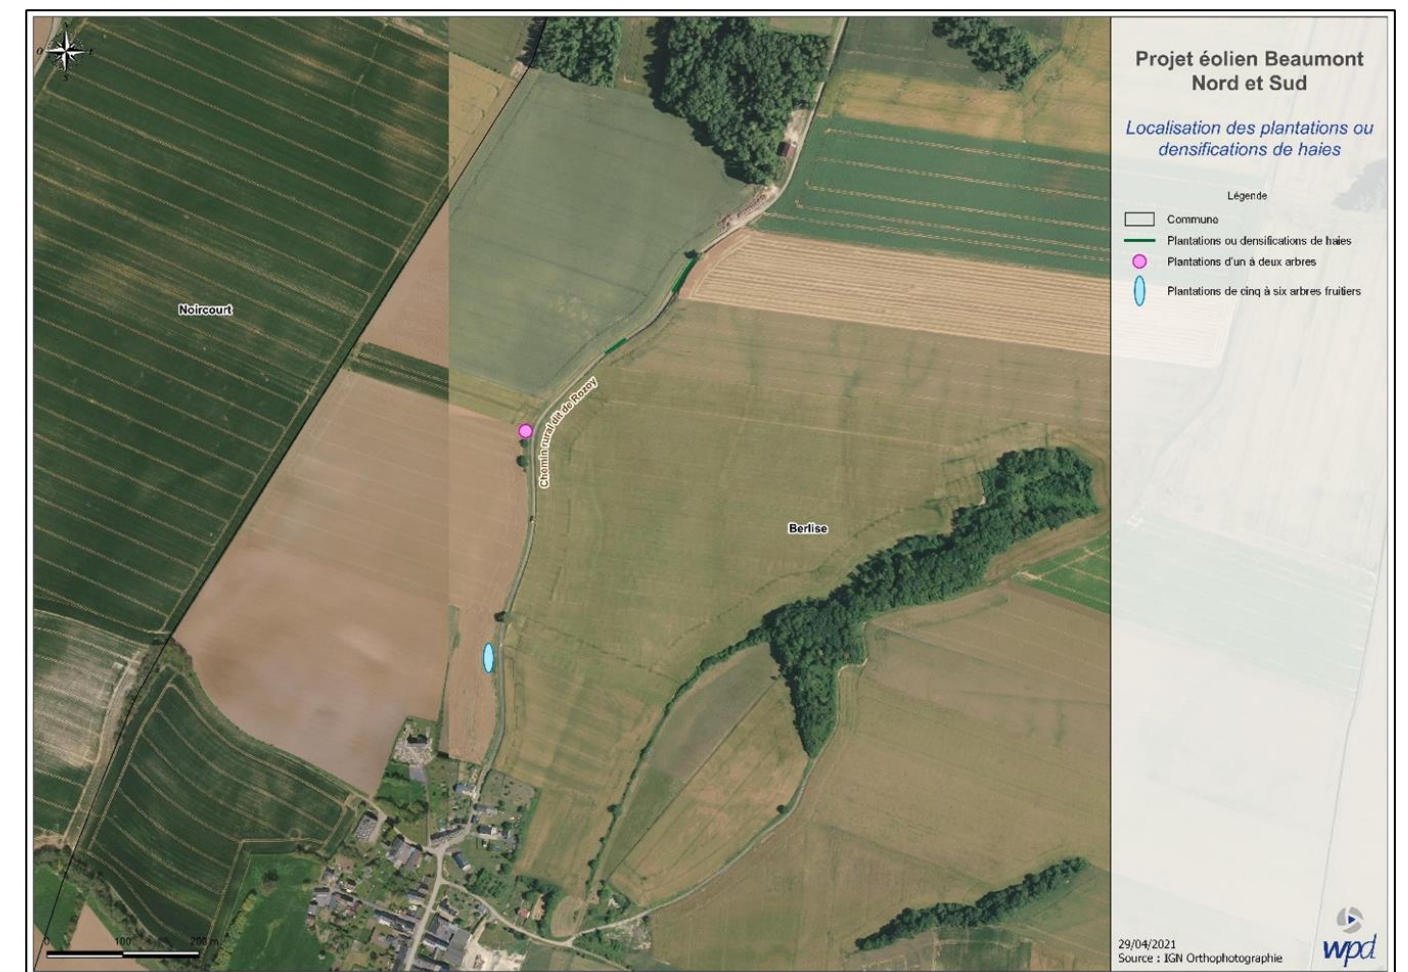 Projet éolien Beaumont
Nord et Sud
Localisation des plantations ou
densifications de haies
Légende
Commune
Plantations ou densifications de haies
Plantations d'un à deux arbres
Plantations de cinq à six arbres fruitiers
Noircourt
Chemin rural dit de Rozoy
Berlise
0 100 200 m
29/04/2021
Source : IGN Orthophotographie
wpd